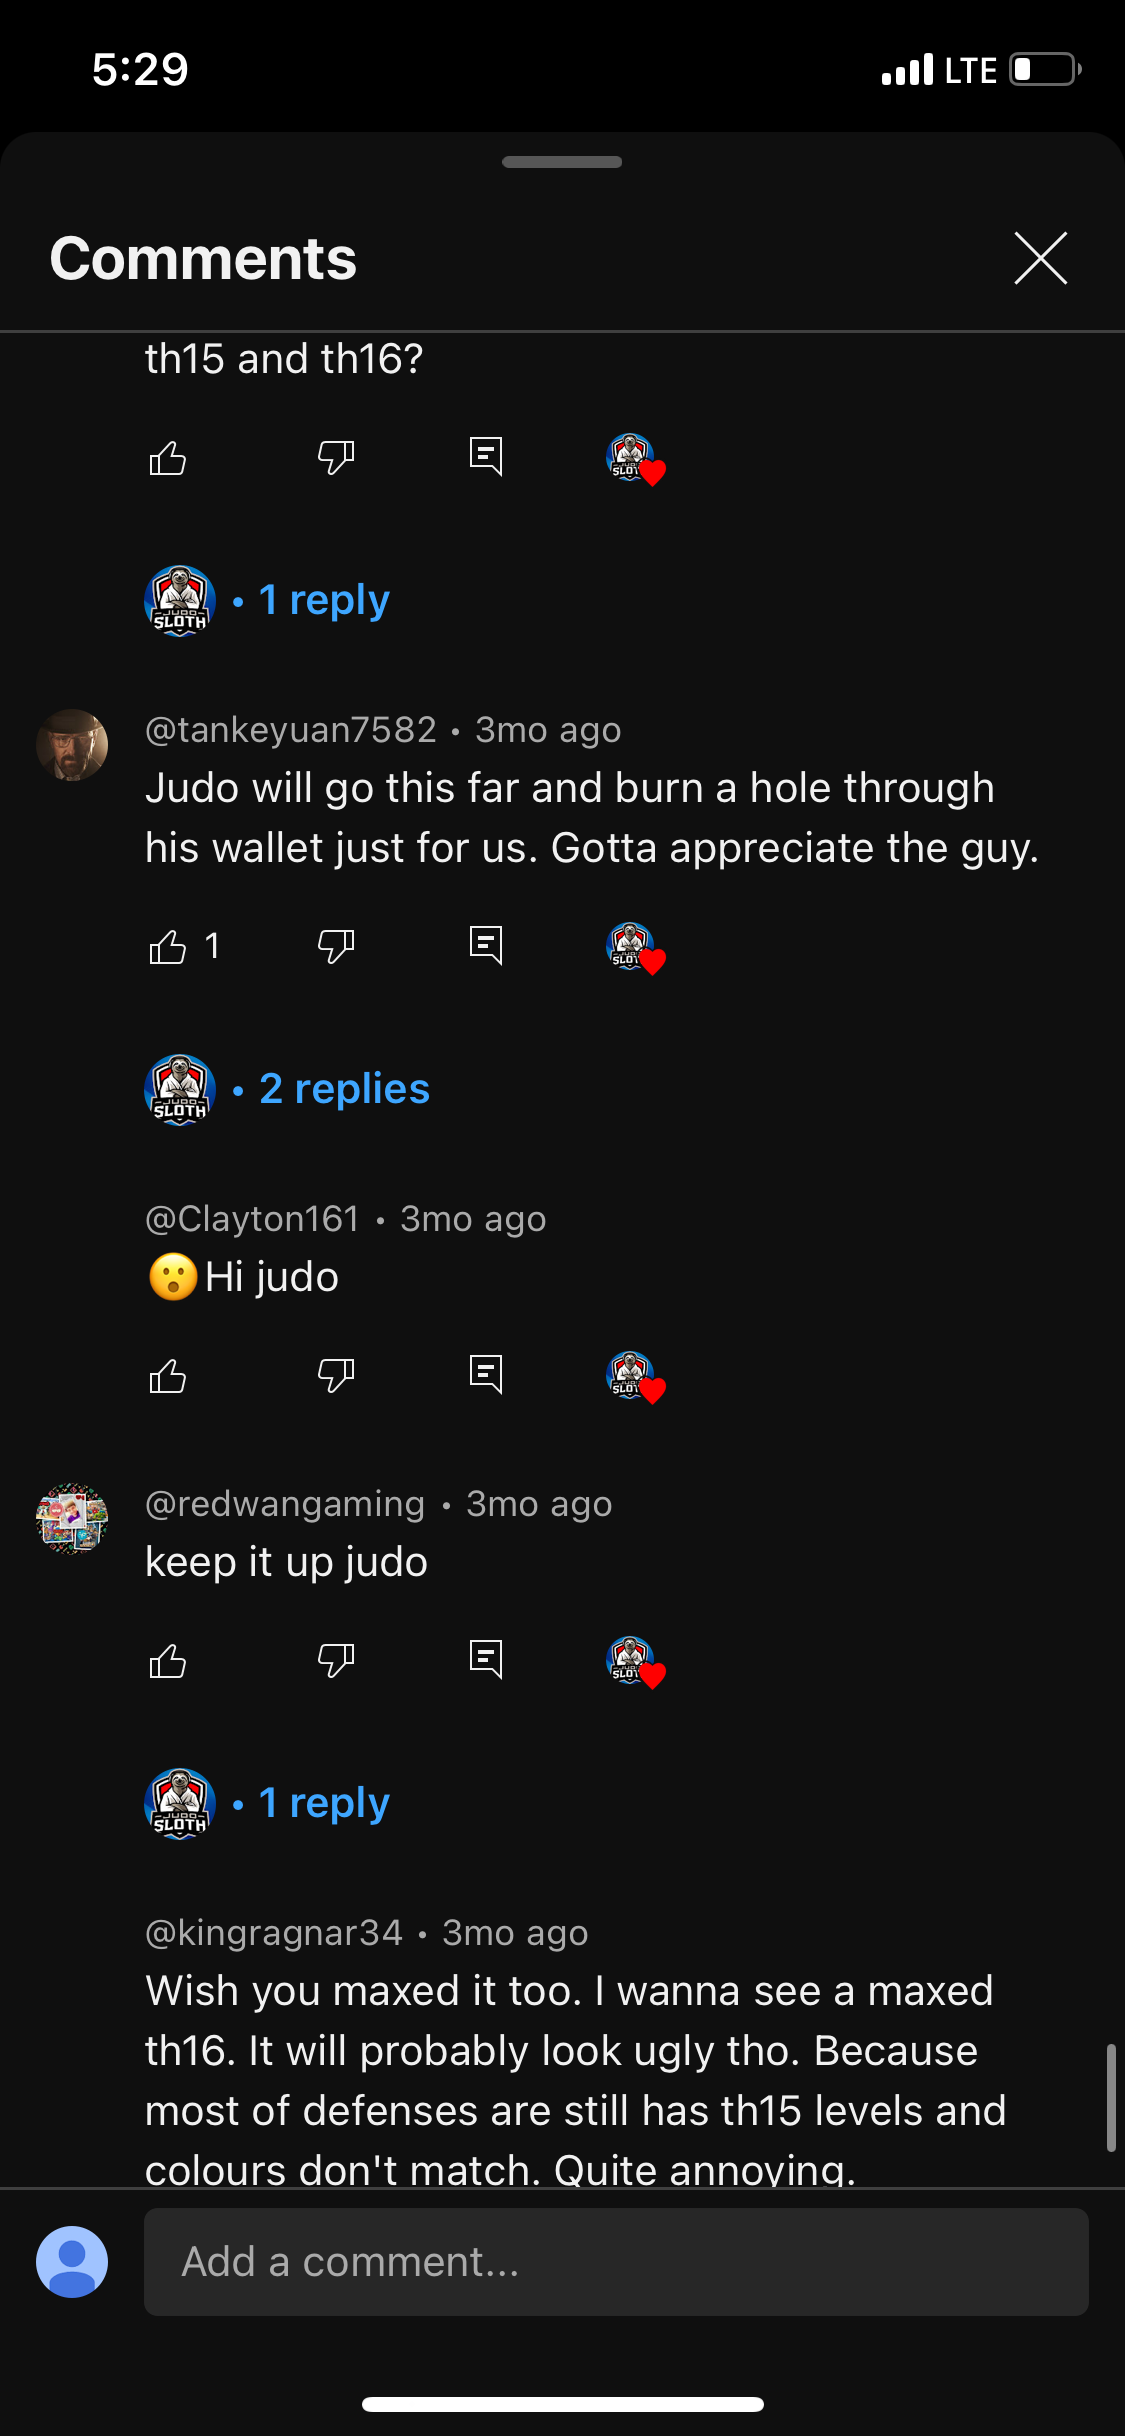 5:29
LTE
Comments
th15 and th16?
JUDO
SLOTH
• 1 reply
@tankeyuan7582 • 3mo ago
Judo will go this far and burn a hole through
his wallet just for us. Gotta appreciate the guy.
1
JUDO
SLOTH
• 2 replies
@Clayton161 • 3mo ago
😮Hi judo
@redwangaming • 3mo ago
keep it up judo
JUDO
SLOTH
• 1 reply
@kingragnar34 • 3mo ago
Wish you maxed it too. I wanna see a maxed
th16. It will probably look ugly tho. Because
most of defenses are still has th15 levels and
colours don't match. Quite annoying.
Add a comment...